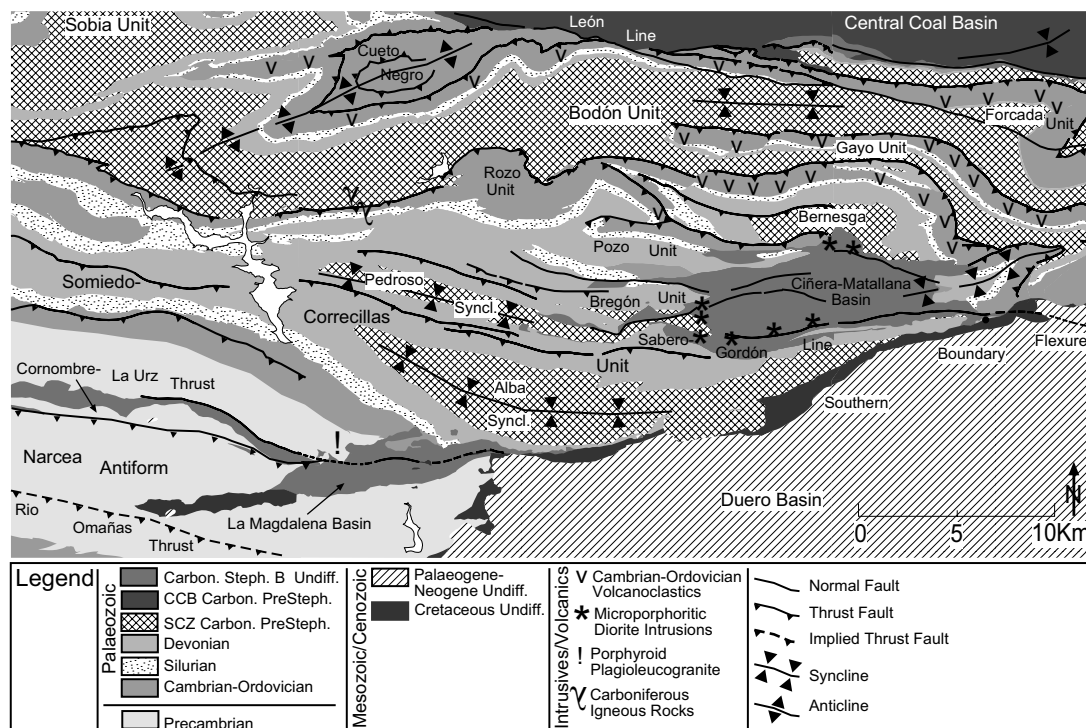 Sobia Unit
León
Line
Central Coal Basin
Cueto
Negro
Bodón Unit
Forcada
Unit
Gayo Unit
Rozo
Unit
Bernesga
Pozo Unit
Somiedo-
Pedroso
Syncl.
Bregón Unit
Ciñera-Matallana
Basin
Correcillas
Sabero-
Gordón
Line
Unit
Boundary
Flexure
Cornombre-
La Urz
Thrust
Alba
Syncl.
Southern
Narcea
Antiform
Duero Basin
N
Rio
Omañas
Thrust
La Magdalena Basin
0 5 10Km
Legend
Palaeozoic
Carbon. Steph. B Undiff.
CCB Carbon. PreSteph.
SCZ Carbon. PreSteph.
Devonian
Silurian
Cambrian-Ordovician
Precambrian
Mesozoic/Cenozoic
Palaeogene-
Neogene Undiff.
Cretaceous Undiff.
Intrusives/Volcanics
Cambrian-Ordovician
Volcanoclastics
Microporphoritic
Diorite Intrusions
Porphyroid
Plagioleucogranite
Carboniferous
Igneous Rocks
Normal Fault
Thrust Fault
Implied Thrust Fault
Syncline
Anticline